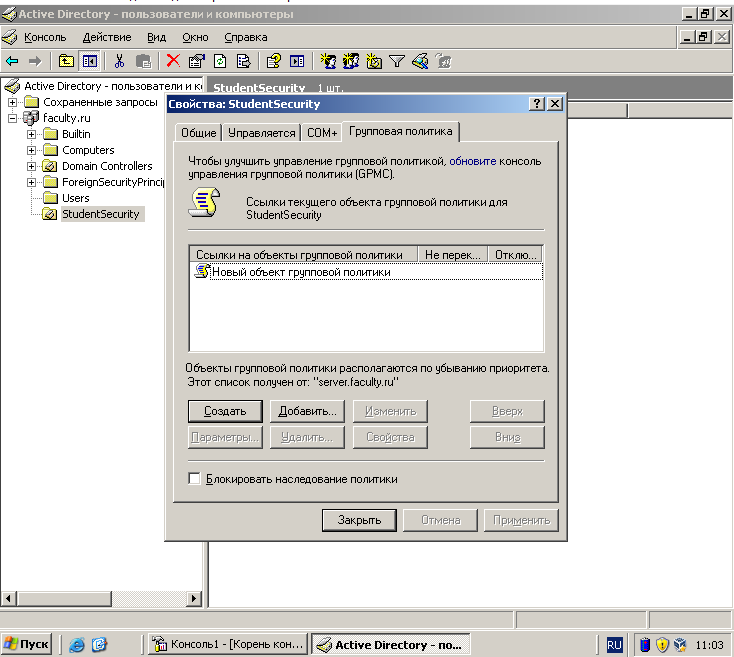 Active Directory - пользователи и компьютеры
Консоль Действие Вид Окно Справка
Active Directory - пользователи и к
StudentSecurity 1 шт.
Сохраненные запросы
faculty.ru
Builtin
Computers
Domain Controllers
ForeignSecurityPrincip
Users
StudentSecurity
Свойства: StudentSecurity
Общие Управляется COM+ Групповая политика
Чтобы улучшить управление групповой политикой, обновите консоль
управления групповой политики (GPMC).
Ссылки текущего объекта групповой политики для
StudentSecurity
Ссылки на объекты групповой политики Не перек... Отклю...
Новый объект групповой политики
Объекты групповой политики располагаются по убыванию приоритета.
Этот список получен от: "server.faculty.ru"
Создать Добавить... Изменить Вверх
Параметры... Удалить... Свойства Вниз
Блокировать наследование политики
Закрыть Отмена Применить
Пуск Консоль1 - [Корень кон... Active Directory - по... RU 11:03